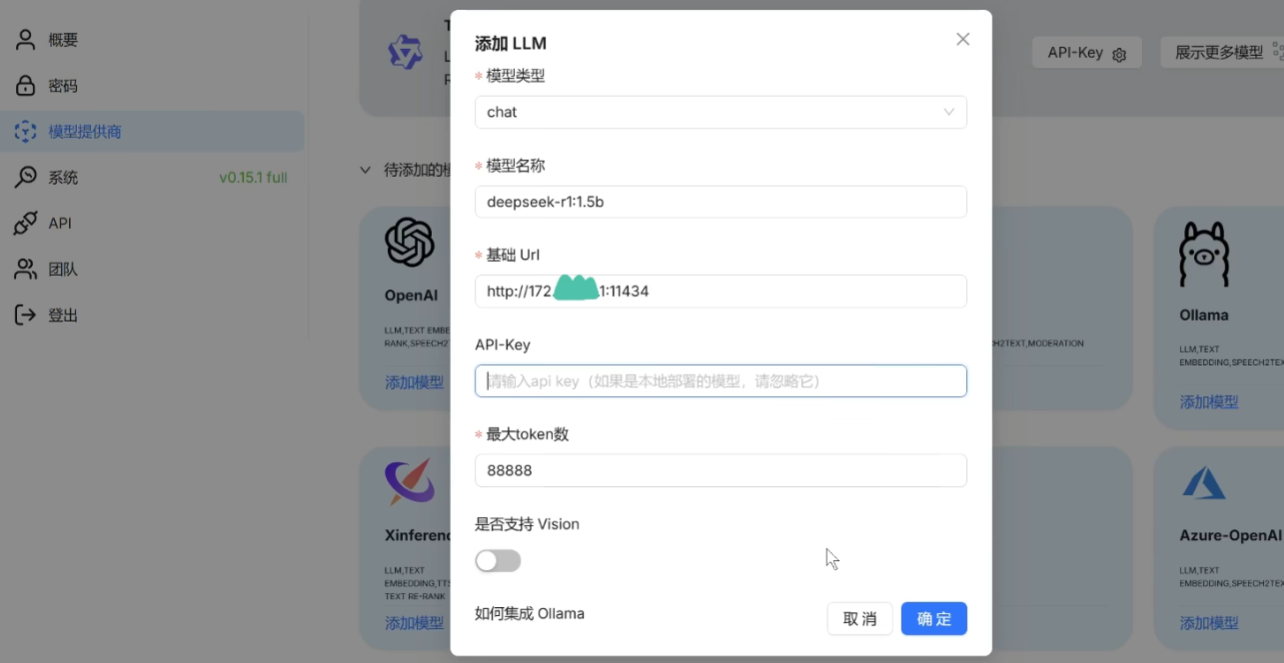 概要
密码
模型提供商
系统
v0.15.1 full
API
团队
登出
API-Key
展示更多模型
待添加的
OpenAI
LLM,TEXT EMBE
RANK,SPEECH2
添加模型
Xinferenc
LLM,TEXT
EMBEDDING,TTS
TEXT RE-RANK
添加模型
添加 LLM
* 模型类型
chat
* 模型名称
deepseek-r1:1.5b
* 基础 Url
http://172
1:11434
API-Key
请输入api key（如果是本地部署的模型，请忽略它）
* 最大token数
88888
是否支持 Vision
如何集成 Ollama
取 消
确 定
H2TEXT,MODERATION
Ollama
LLM,TEXT
EMBEDDING,SPEECH2TEX
添加模型
Azure-OpenAI
LLM,TEXT
EMBEDDING,SPEECH2TEX
添加模型